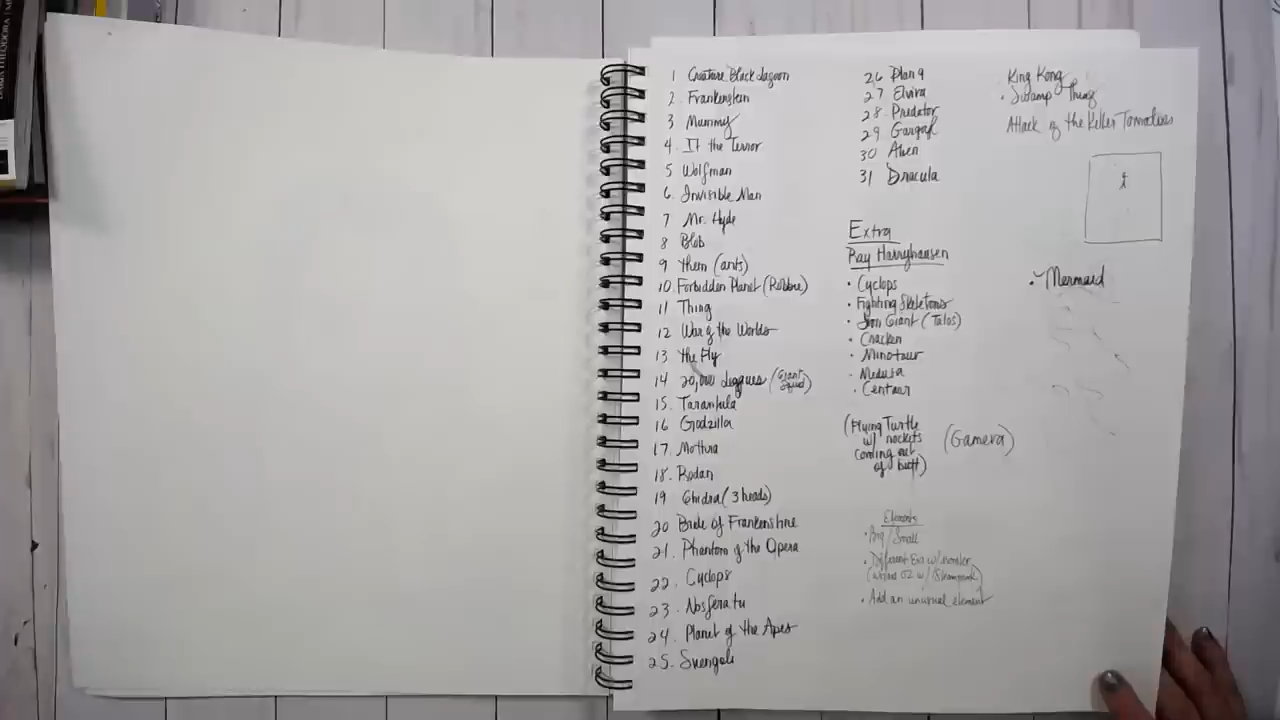 1 Creature Black Lagoon
2. Frankenstein
3 Mummy
4. IT the Terror
5 Wolfman
6. Invisible Man
7 Mr. Hyde
8 Blob
9 Them (ants)
10. Forbidden Planet (Robbie)
11 Thing
12 War of the Worlds
13 The Fly
14 20,000 Leagues (Giant Squid)
15. Tarantula
16 Godzilla
17. Mothra
18. Rodan
19 Ghidra (3 heads)
20 Bride of Frankenstine
21. Phantom of the Opera
22. Cyclops
23. Nosferatu
24. Planet of the Apes
25. Svengoli
26 Plan 9
27 Elvira
28. Predator
29
30 Alien
31 Dracula
Extra
Ray Harryhausen
• Cyclops
• Fighting Skeletons
• Iron Giant (Talos)
• Cracken
• Minotaur
• Medusa
• Centaur
(Flying Turtle
w/ rockets
coming out
of butt)
(Gamera)
Elements
• Big/Small
• Different Era w/ monster
• Add an unusual element
King Kong
• Swamp Thing
Attack of the Killer Tomatoes
• Mermaid